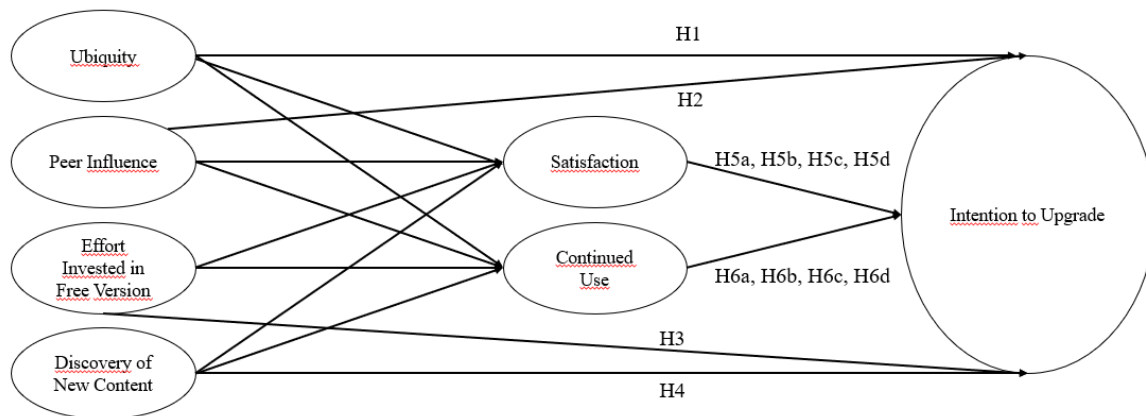 H1
Ubiquity
H2
Peer Influence
Satisfaction
H5a, H5b, H5c, H5d
Intention to Upgrade
Effort
Invested in
Free Version
Continued
Use
H6a, H6b, H6c, H6d
H3
Discovery of
New Content
H4